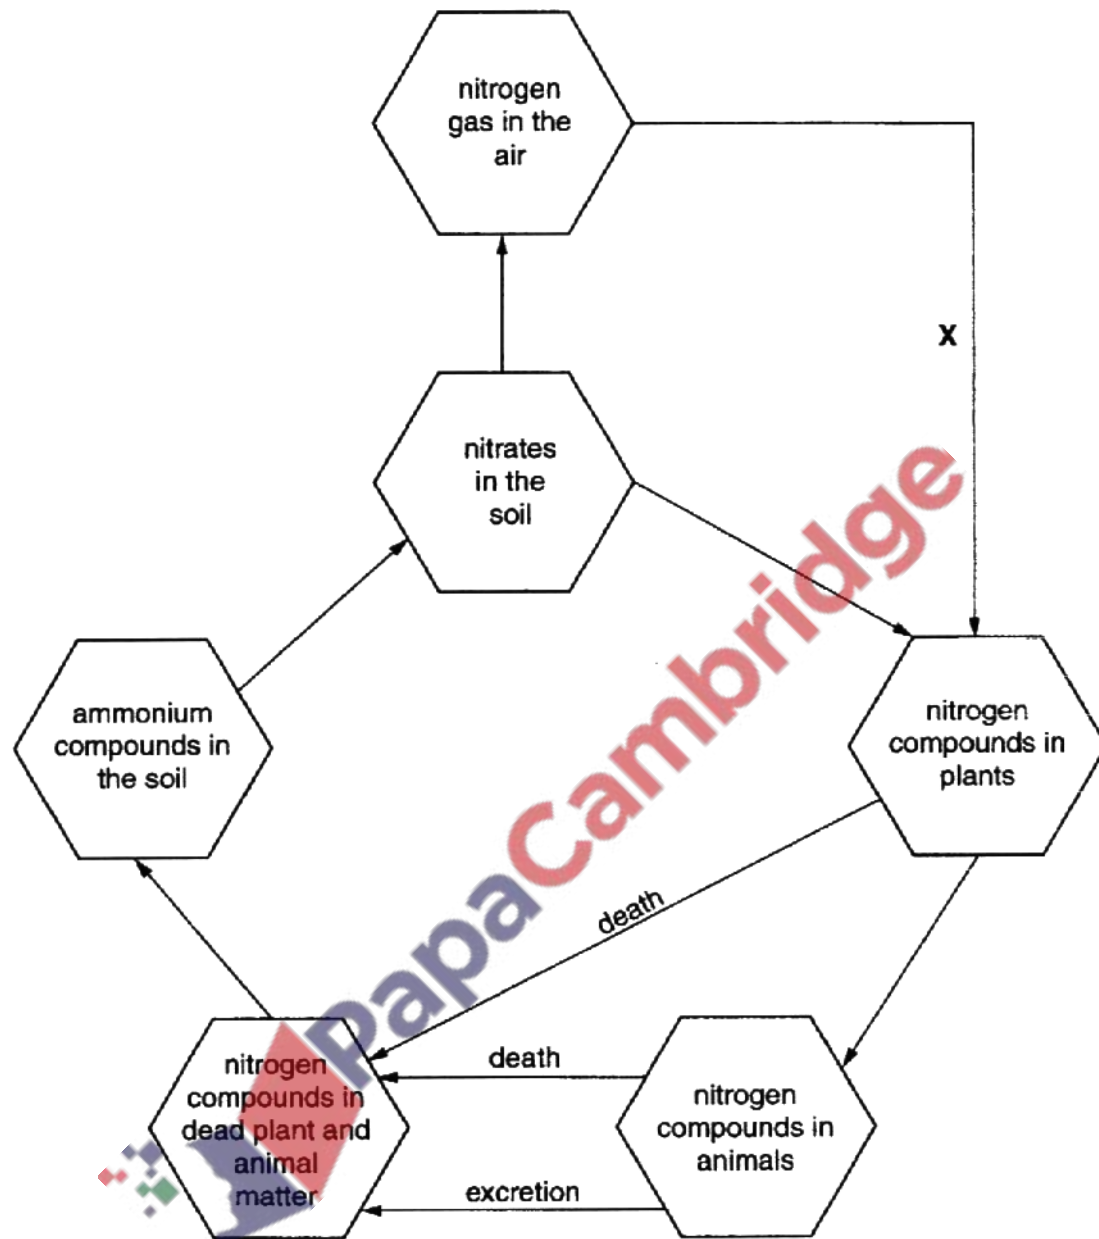 nitrogen
gas in the
air
X
nitrates
in the
soil
ammonium
compounds in
the soil
nitrogen
compounds in
plants
death
nitrogen
compounds in
dead plant and
animal
matter
death
excretion
nitrogen
compounds in
animals
PapaCambridge